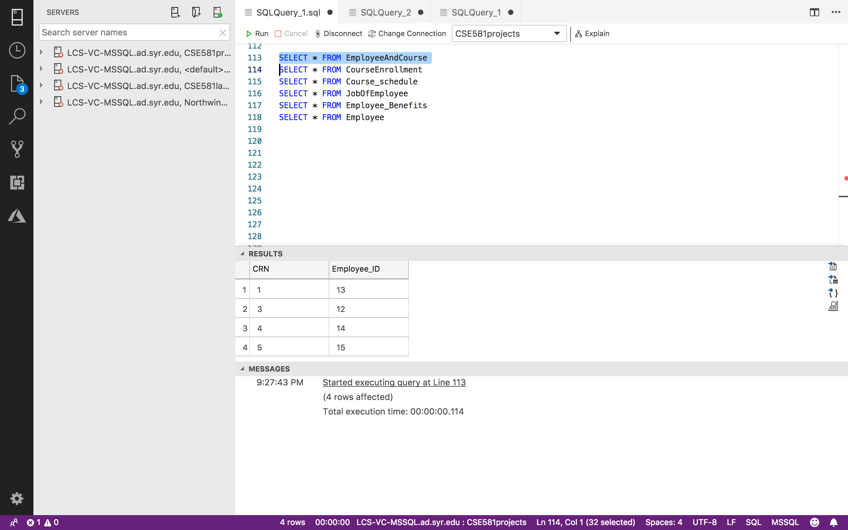 SERVERS
Search server names
LCS-VC-MSSQL.ad.syr.edu, CSE581pr...
LCS-VC-MSSQL.ad.syr.edu, <default>...
LCS-VC-MSSQL.ad.syr.edu, CSE581la...
LCS-VC-MSSQL.ad.syr.edu, Northwin...
3
SQLQuery_1.sql
SQLQuery_2
SQLQuery_1
Run Cancel Disconnect Change Connection CSE581projects Explain
112
113 SELECT * FROM EmployeeAndCourse
114 SELECT * FROM CourseEnrollment
115 SELECT * FROM Course_schedule
116 SELECT * FROM JobOfEmployee
117 SELECT * FROM Employee_Benefits
118 SELECT * FROM Employee
119
120
121
122
123
124
125
126
127
128
RESULTS
CRN Employee_ID
1 1 13
2 3 12
3 4 14
4 5 15
MESSAGES
9:27:43 PM Started executing query at Line 113
(4 rows affected)
Total execution time: 00:00:00.114
1 0 4 rows 00:00:00 LCS-VC-MSSQL.ad.syr.edu : CSE581projects Ln 114, Col 1 (32 selected) Spaces: 4 UTF-8 LF SQL MSSQL